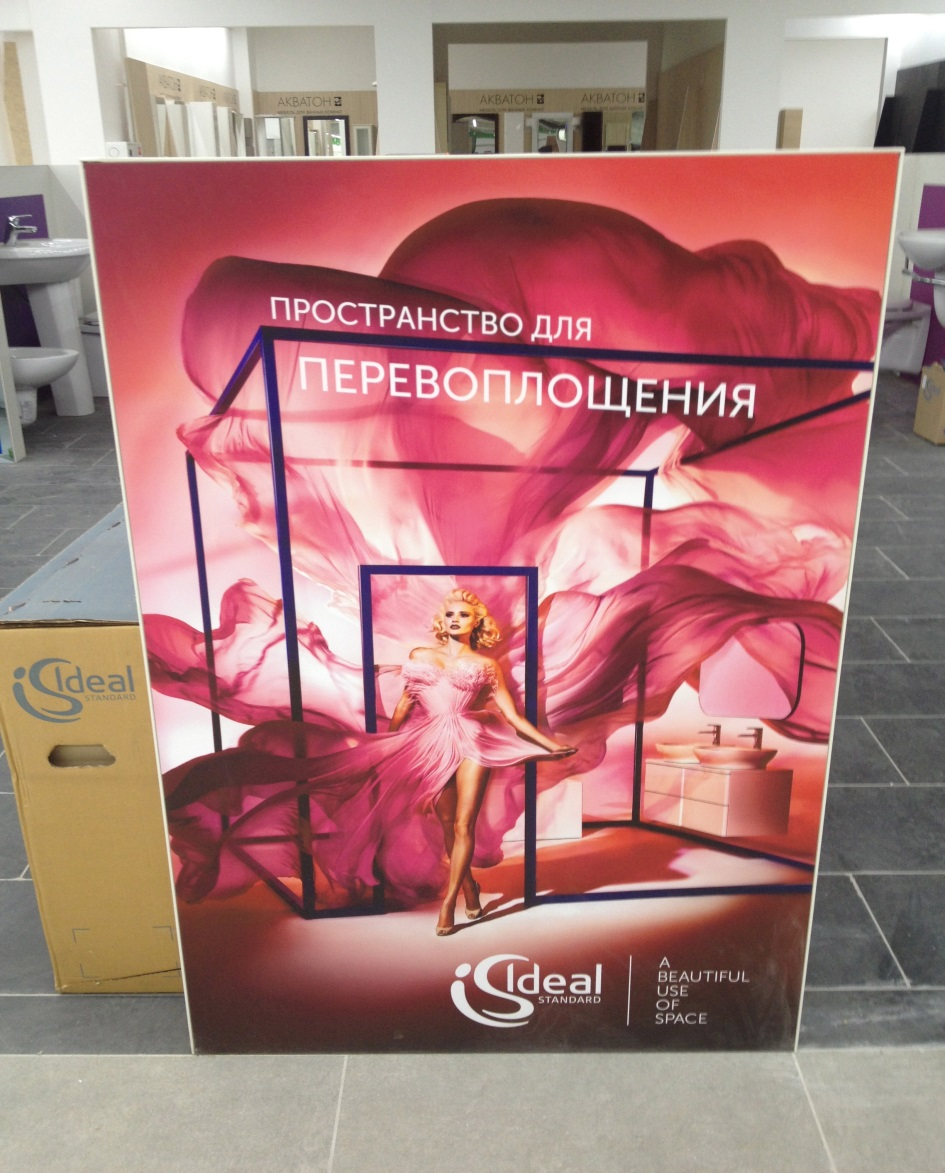 АКВАТОН
АКВАТОН
АКВАТОН
ПРОСТРАНСТВО ДЛЯ
ПЕРЕВОПЛОЩЕНИЯ
Ideal
STANDARD
Ideal
STANDARD
A
BEAUTIFUL
USE
OF
SPACE